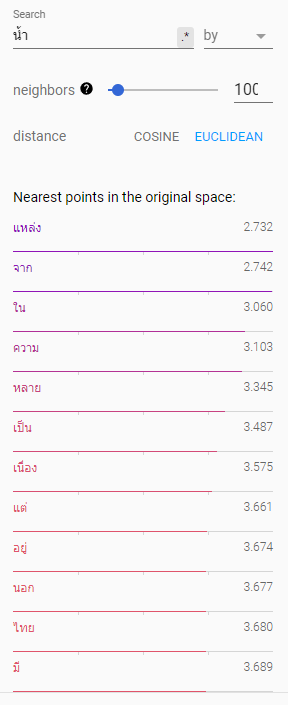 Search
น้ำ
.*
by
neighbors
100
distance
COSINE
EUCLIDEAN
Nearest points in the original space:
แหล่ง 2.732
จาก 2.742
ใน 3.060
ความ 3.103
หลาย 3.345
เป็น 3.487
เนื่อง 3.575
แต่ 3.661
อยู่ 3.674
นอก 3.677
ไทย 3.680
มี 3.689